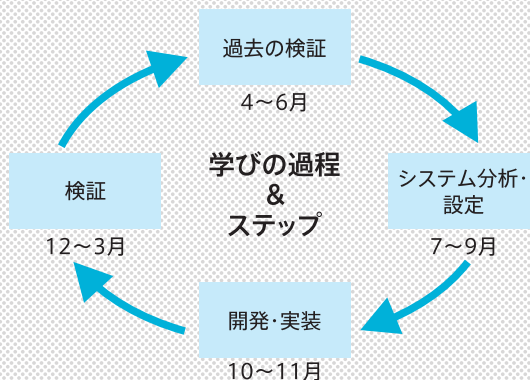 過去の検証
4〜6月
学びの過程
&
ステップ
システム分析·
設定
7〜9月
開発·実装
10〜11月
検証
12〜3月